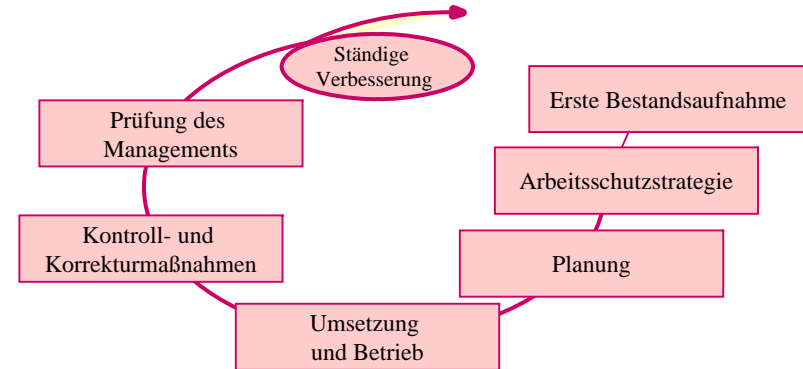 Ständige
Verbesserung
Erste Bestandsaufnahme
Prüfung des
Managements
Arbeitsschutzstrategie
Kontroll- und
Korrekturmaßnahmen
Planung
Umsetzung
und Betrieb